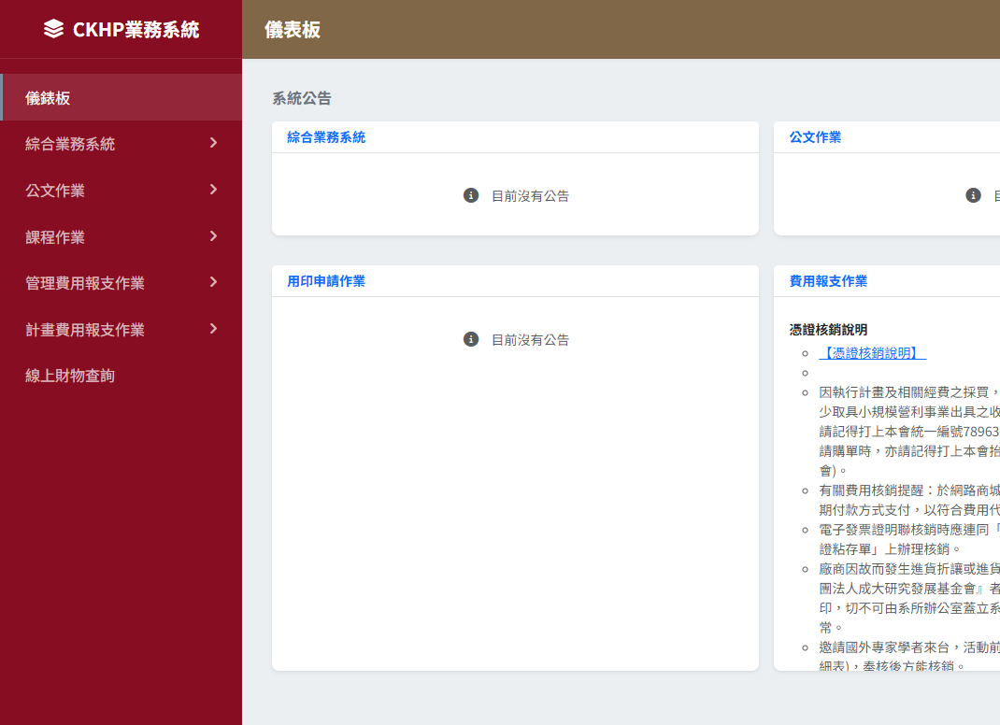 CKHP業務系統
儀錶板
綜合業務系統
公文作業
課程作業
管理費用報支作業
計畫費用報支作業
線上財物查詢
儀表板
系統公告
綜合業務系統
目前沒有公告
公文作業
目
用印申請作業
目前沒有公告
費用報支作業
憑證核銷說明
【憑證核銷說明】
因執行計畫及相關經費之採買，
少取具小規模營利事業出具之收
請記得打上本會統一編號78963
請購單時，亦請記得打上本會抬
會)。
有關費用核銷提醒：於網路商城
期付款方式支付，以符合費用代
電子發票證明聯核銷時應連同「
證粘存單」上辦理核銷。
廠商因故而發生進貨折讓或進貨
團法人成大研究發展基金會』者
印，切不可由系所辦公室蓋立系
常。
邀請國外專家學者來台，活動前
細表)，奉核後方能核銷。